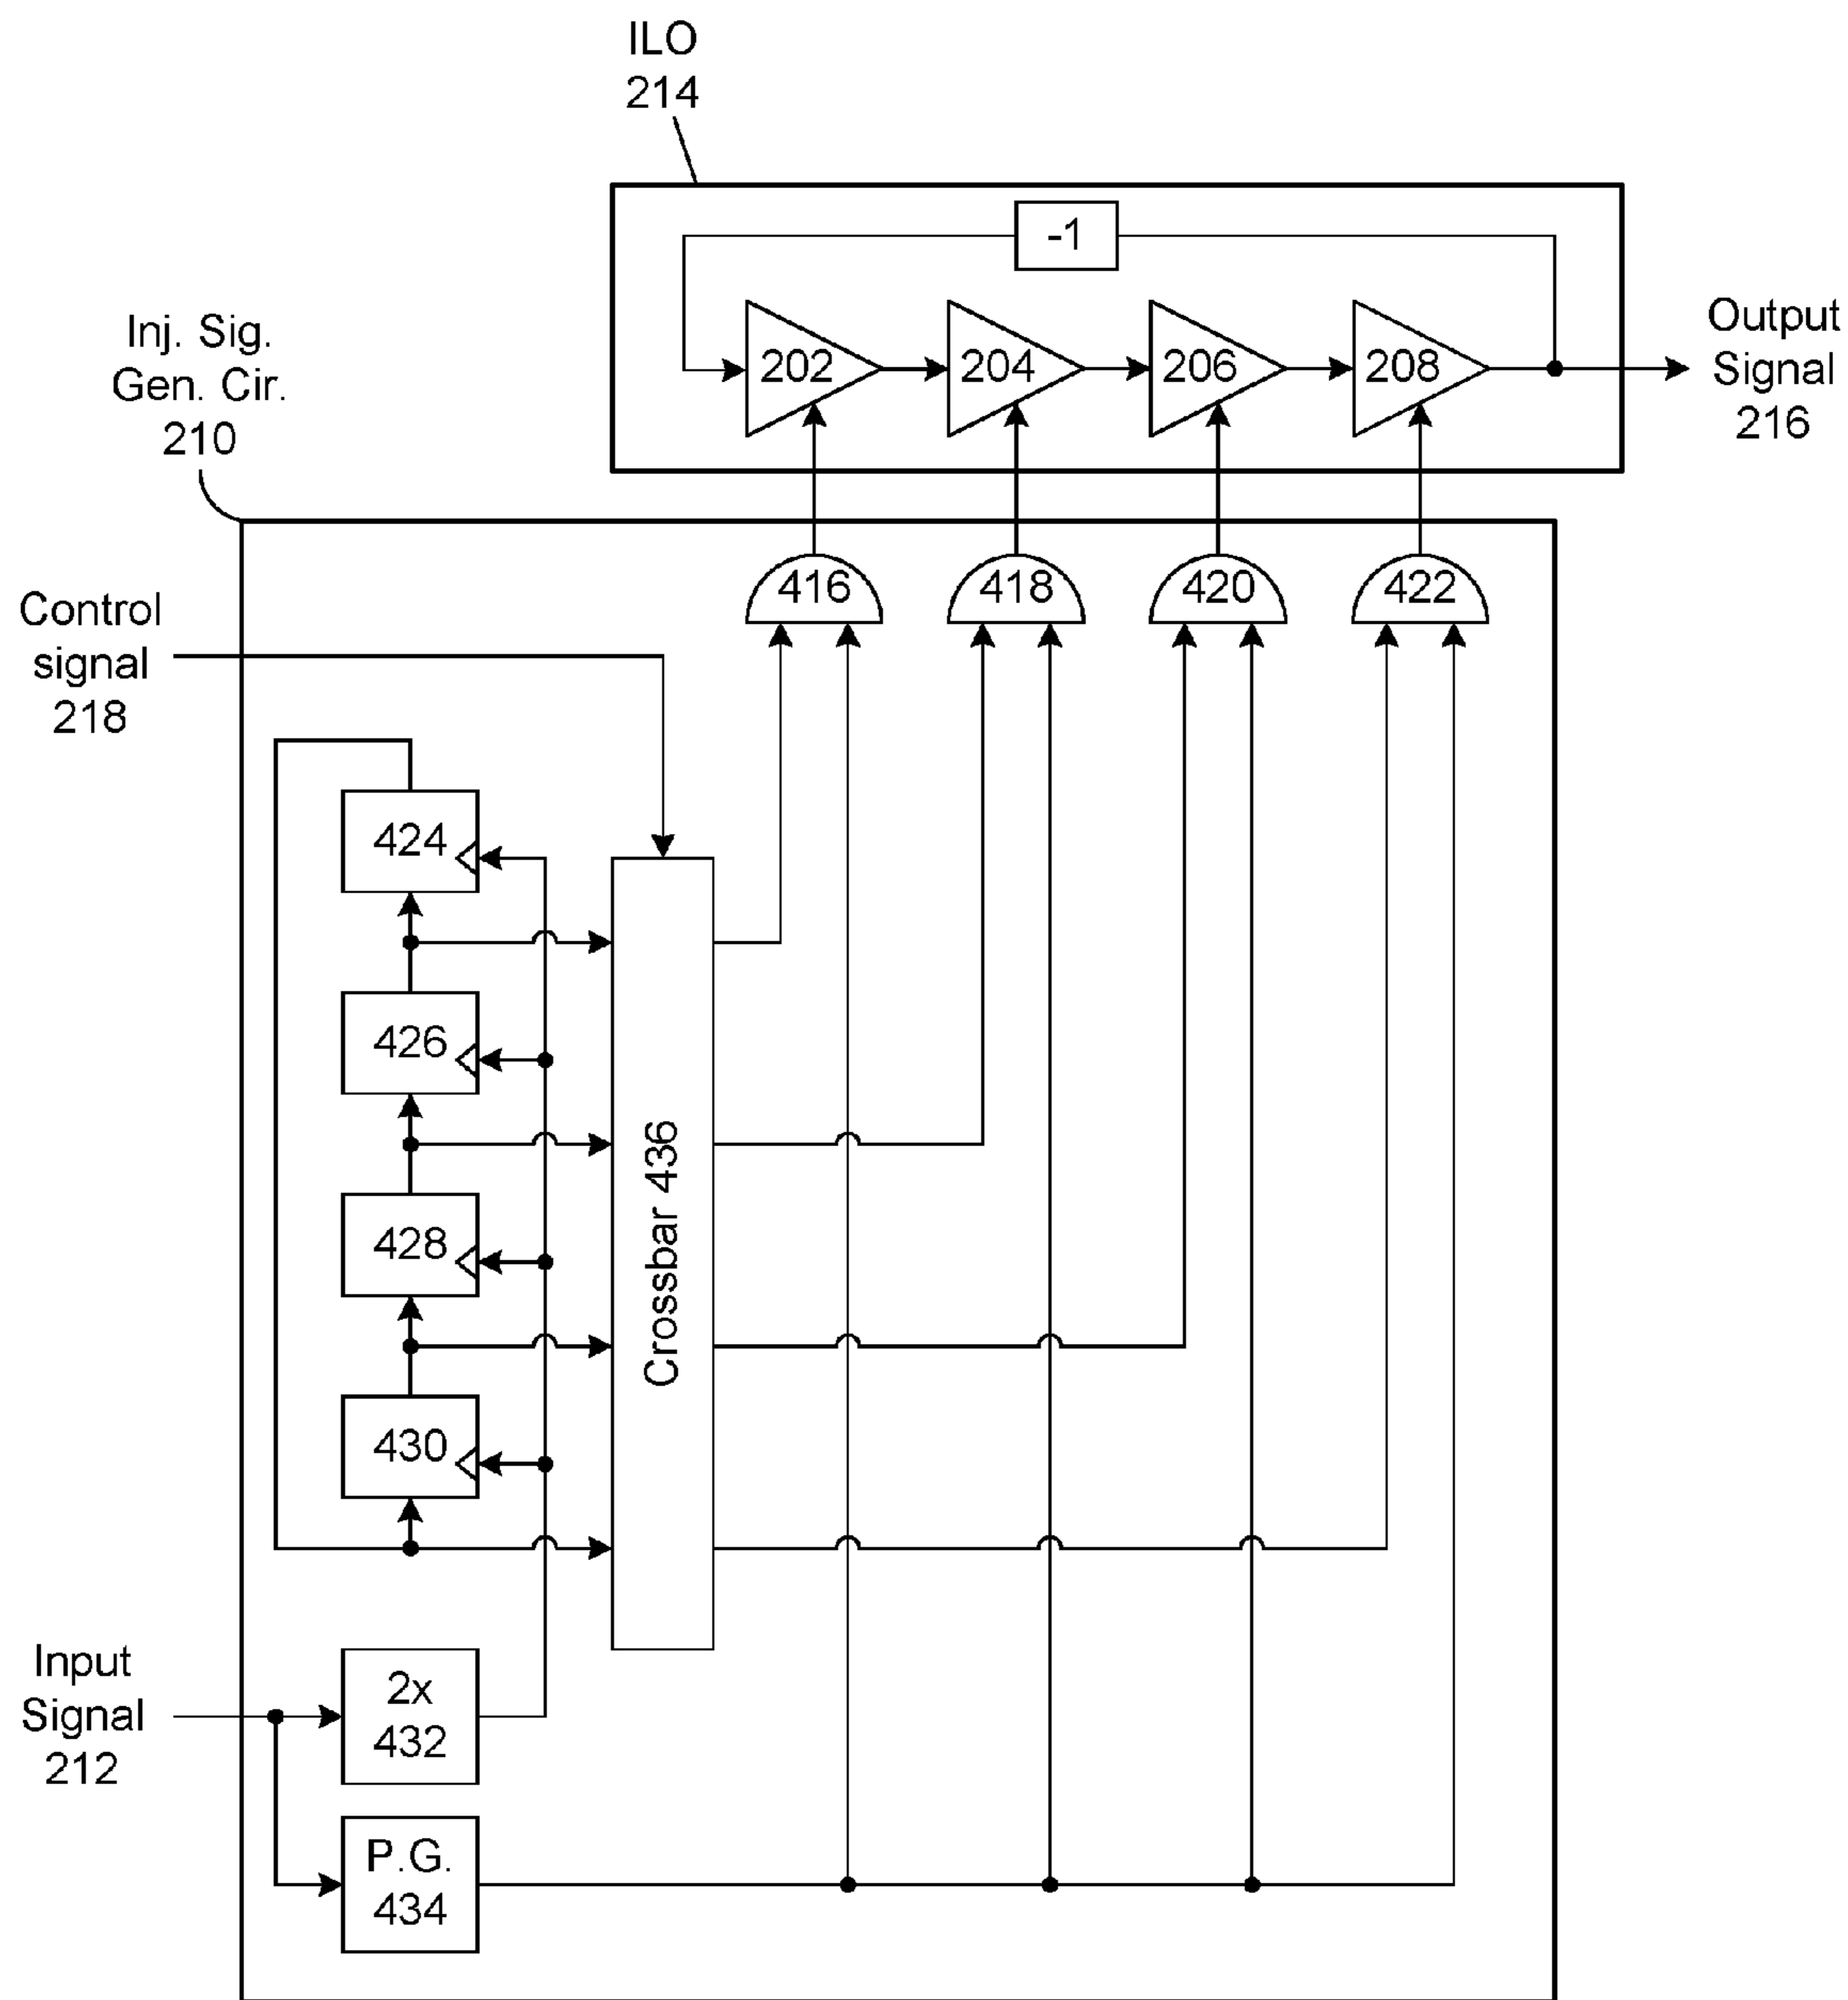 ILO
214
-1
202
204
206
208
Output
Signal
216
Inj. Sig.
Gen. Cir.
210
416
418
420
422
Control
signal
218
424
426
428
430
Crossbar 436
Input
Signal
212
2x
432
P.G.
434